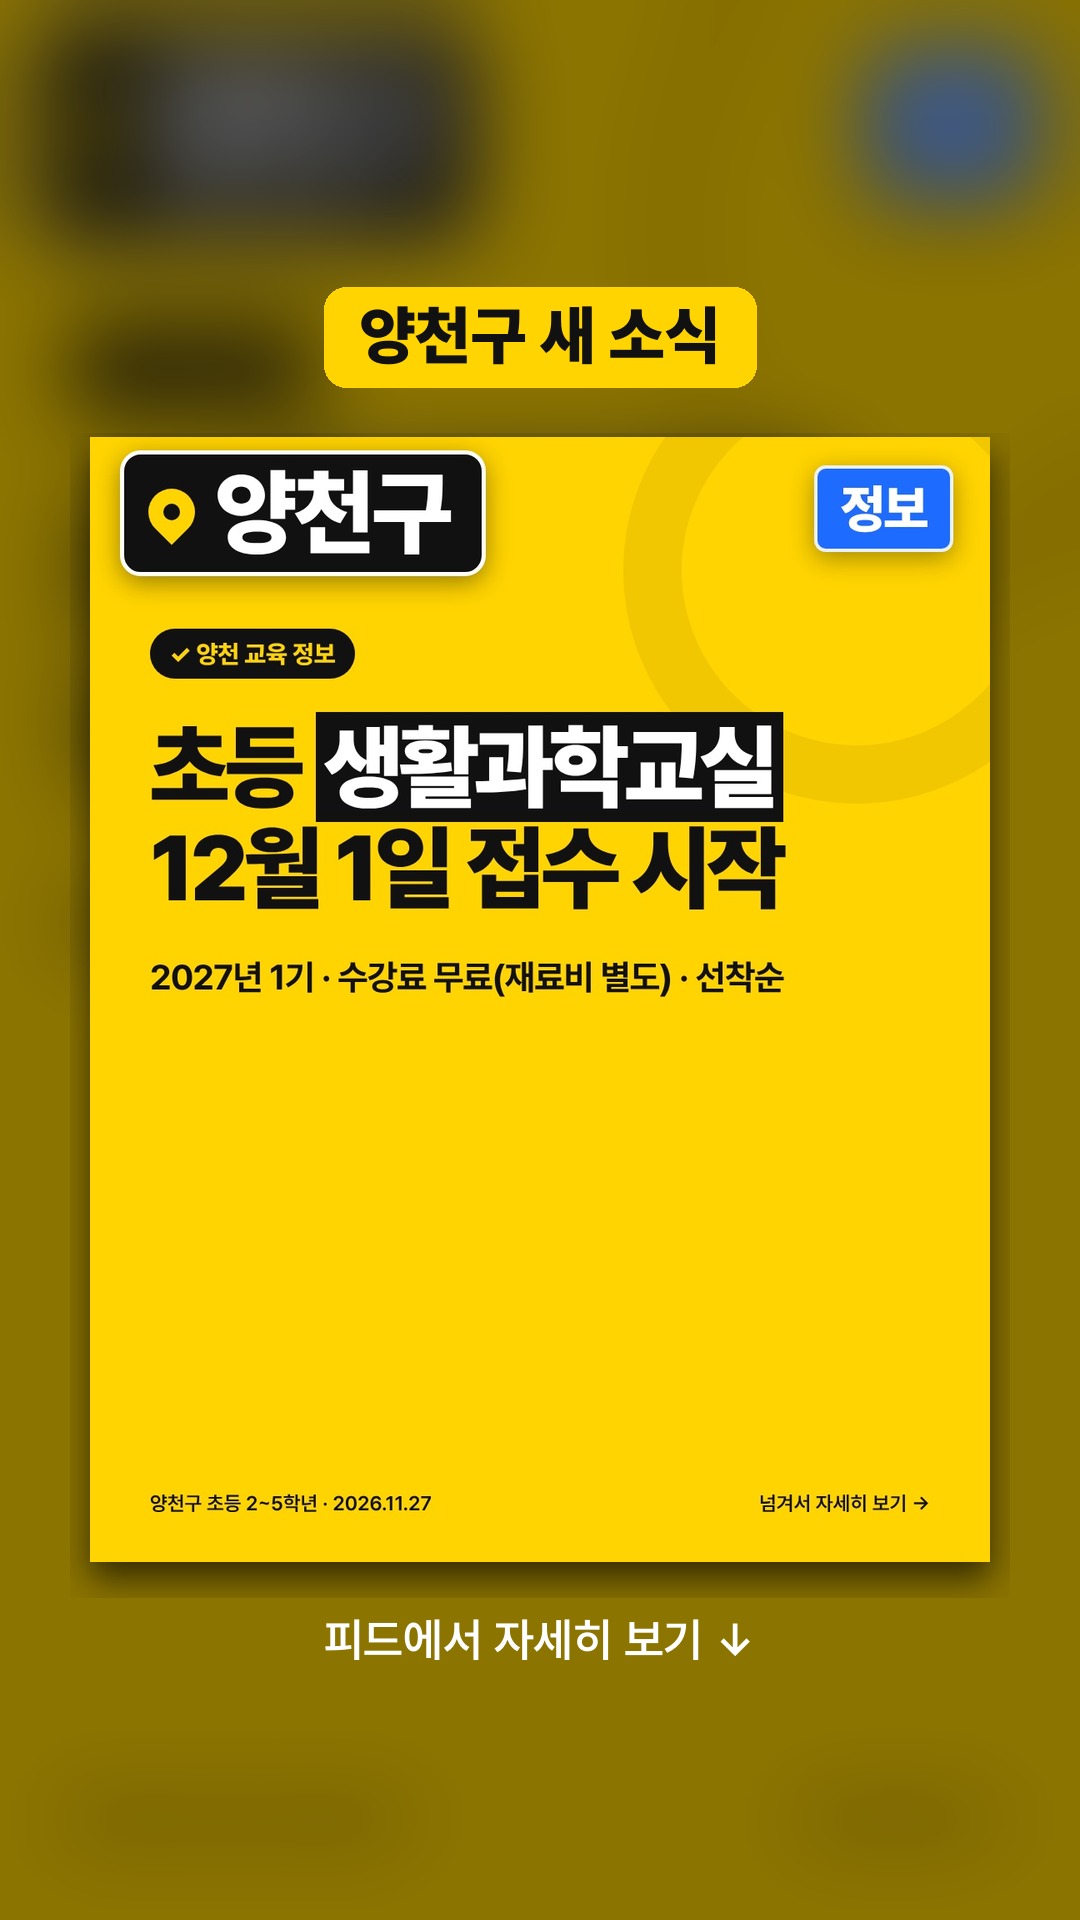 양천구 새 소식
양천구
정보
✓ 양천 교육 정보
초등 생활과학교실
12월 1일 접수 시작
2027년 1기 · 수강료 무료(재료비 별도) · 선착순
양천구 초등 2~5학년 · 2026.11.27
넘겨서 자세히 보기 →
피드에서 자세히 보기 ↓